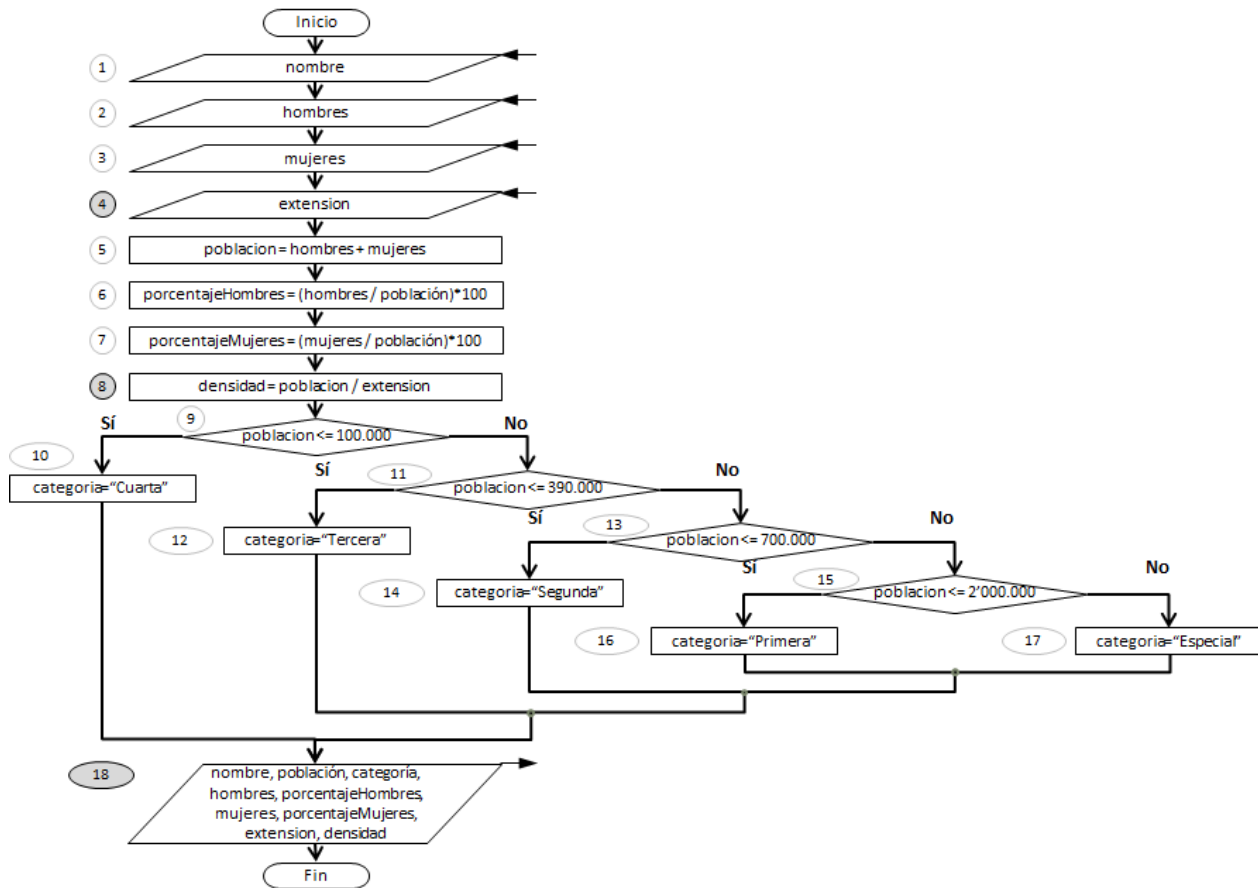 Inicio
1
nombre
2
hombres
3
mujeres
4
extension
5
poblacion = hombres + mujeres
6
porcentajeHombres = (hombres / población)*100
7
porcentajeMujeres = (mujeres / población)*100
8
densidad = poblacion / extension
9
Sí
poblacion <= 100.000
No
10
categoria="Cuarta"
Sí
11
poblacion <= 390.000
No
12
categoria="Tercera"
Sí
13
poblacion <= 700.000
No
14
categoria="Segunda"
Sí
15
poblacion <= 2’000.000
No
16
categoria="Primera"
17
categoria="Especial"
18
nombre, población, categoría,
hombres, porcentajeHombres,
mujeres, porcentajeMujeres,
extension, densidad
Fin